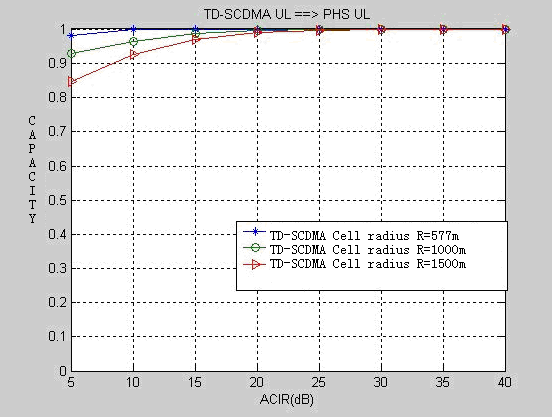 TD-SCDMA UL ==> PHS UL
1
0.9
0.8
0.7
0.6
0.5
0.4
0.3
0.2
0.1
0
CAPACITY
TD-SCDMA Cell radius R=577m
TD-SCDMA Cell radius R=1000m
TD-SCDMA Cell radius R=1500m
5 10 15 20 25 30 35 40
ACIR(dB)